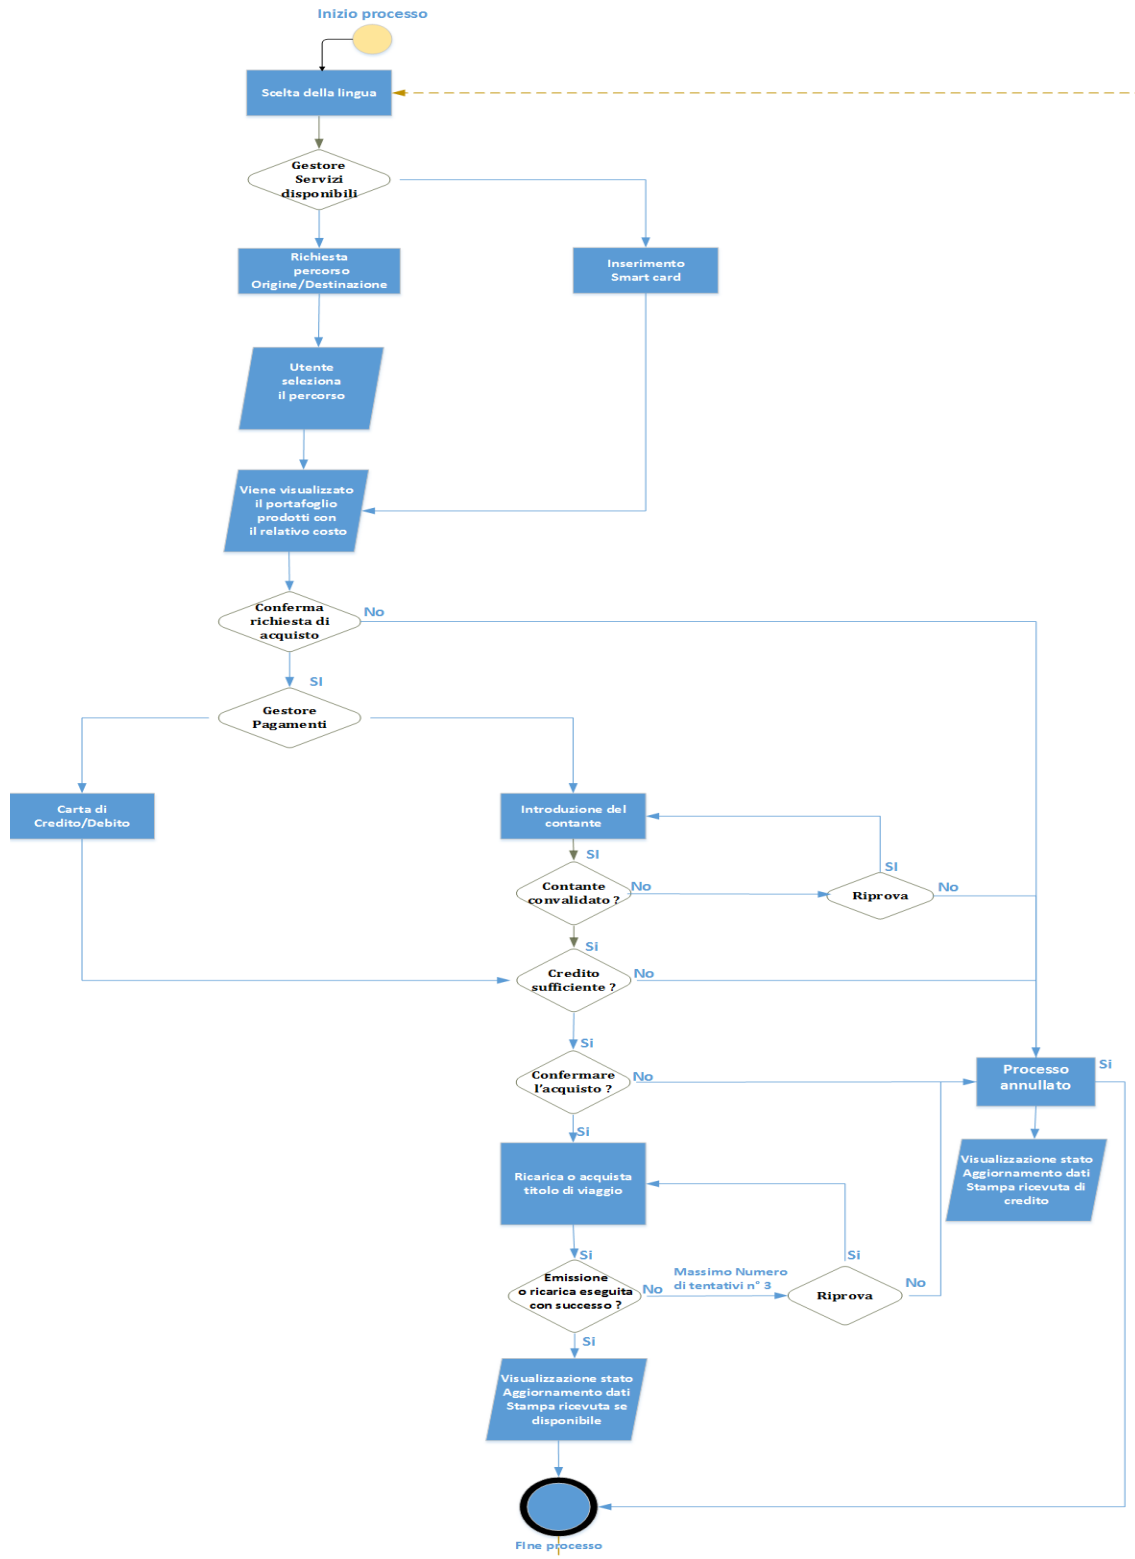 Inizio processo
Scelta della lingua
Gestore
Servizi
disponibili
Richiesta
percorso
Origine/Destinazione
Inserimento
Smart card
Utente
seleziona
il percorso
Viene visualizzato
il portafoglio
prodotti con
il relativo costo
Conferma
richiesta di
acquisto
No
SI
Gestore
Pagamenti
Carta di
Credito/Debito
Introduzione del
contante
SI
Contante
convalidato ?
No
SI
Riprova
No
Si
Credito
sufficiente ?
No
Si
Confermare
l'acquisto ?
No
Processo
annullato
Si
Si
Ricarica o acquista
titolo di viaggio
Visualizzazione stato
Aggiornamento dati
Stampa ricevuta di
credito
Si
Emissione
o ricarica eseguita
con successo ?
No
Massimo Numero
di tentativi n° 3
Si
Riprova
No
Si
Visualizzazione stato
Aggiornamento dati
Stampa ricevuta se
disponibile
FIne processo